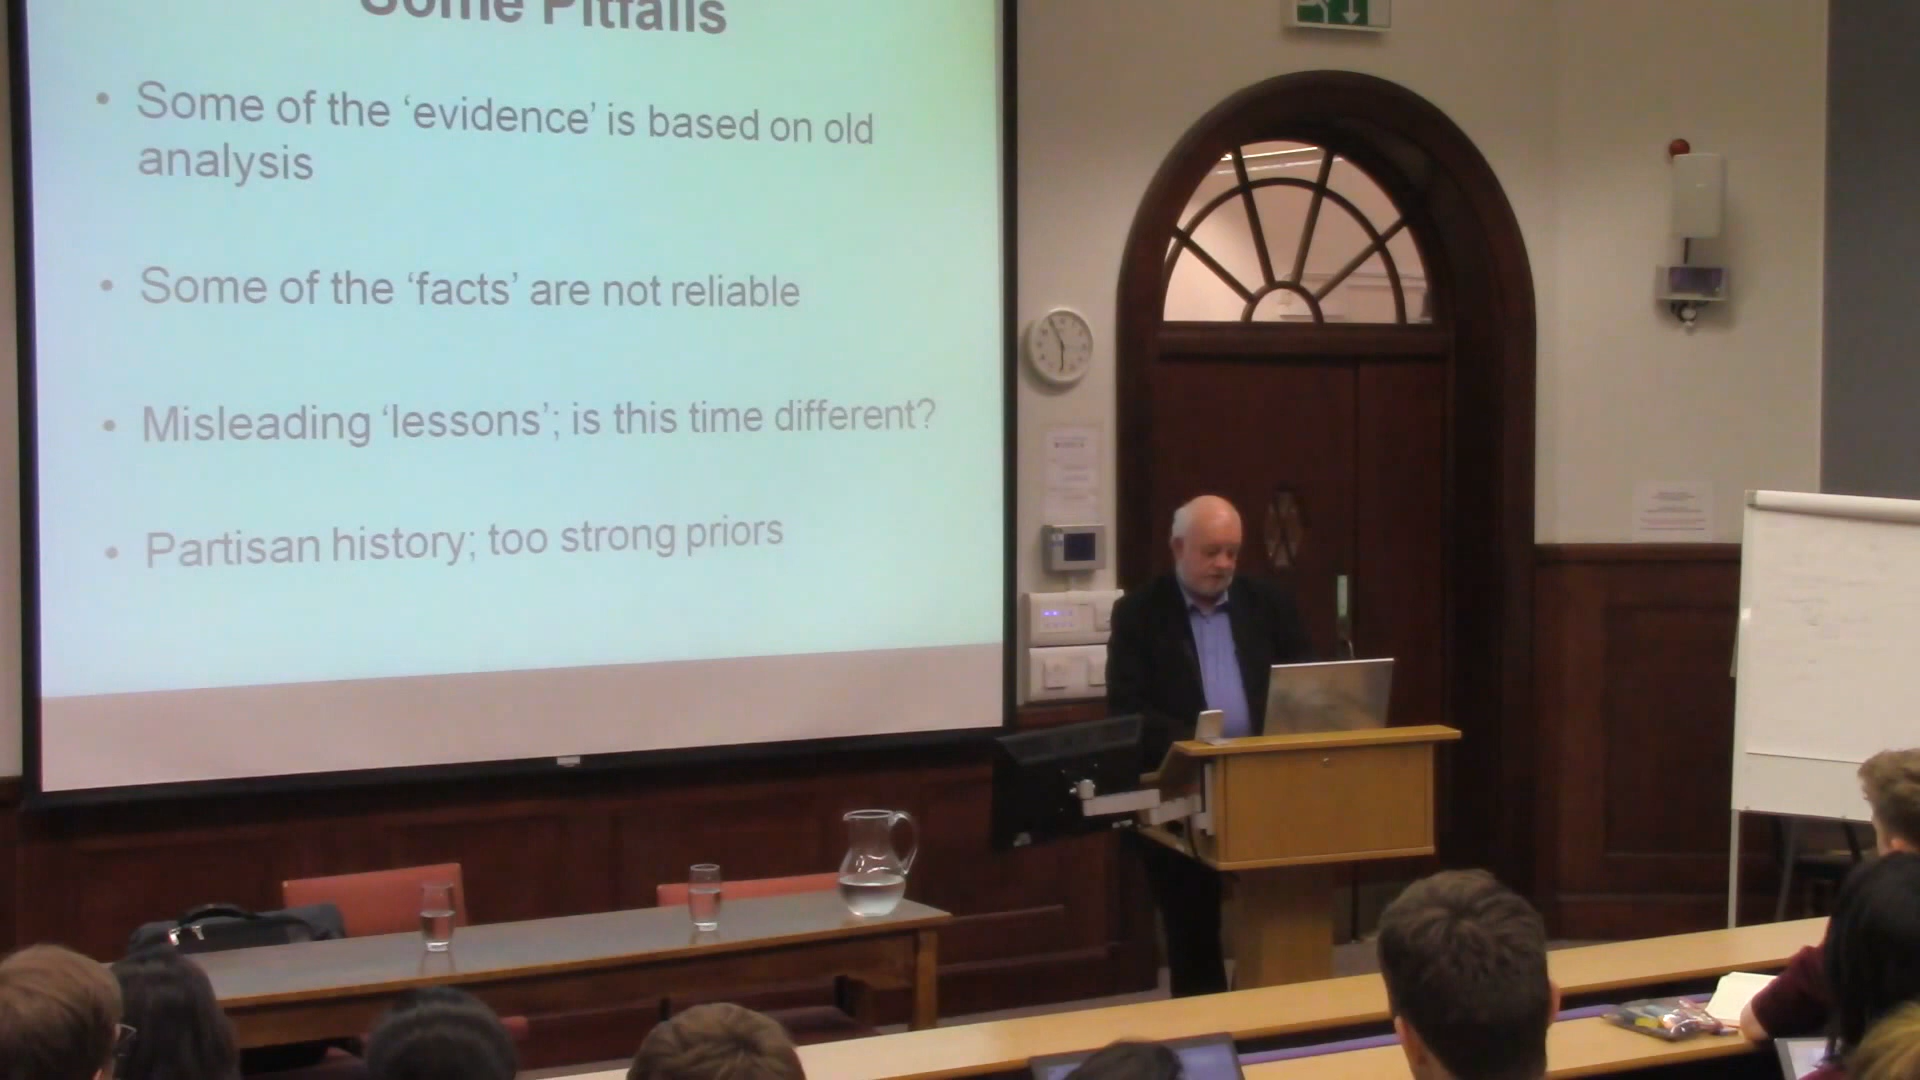 Some Pitfalls
• Some of the ‘evidence’ is based on old
analysis
• Some of the ‘facts’ are not reliable
• Misleading ‘lessons’; is this time different?
• Partisan history; too strong priors